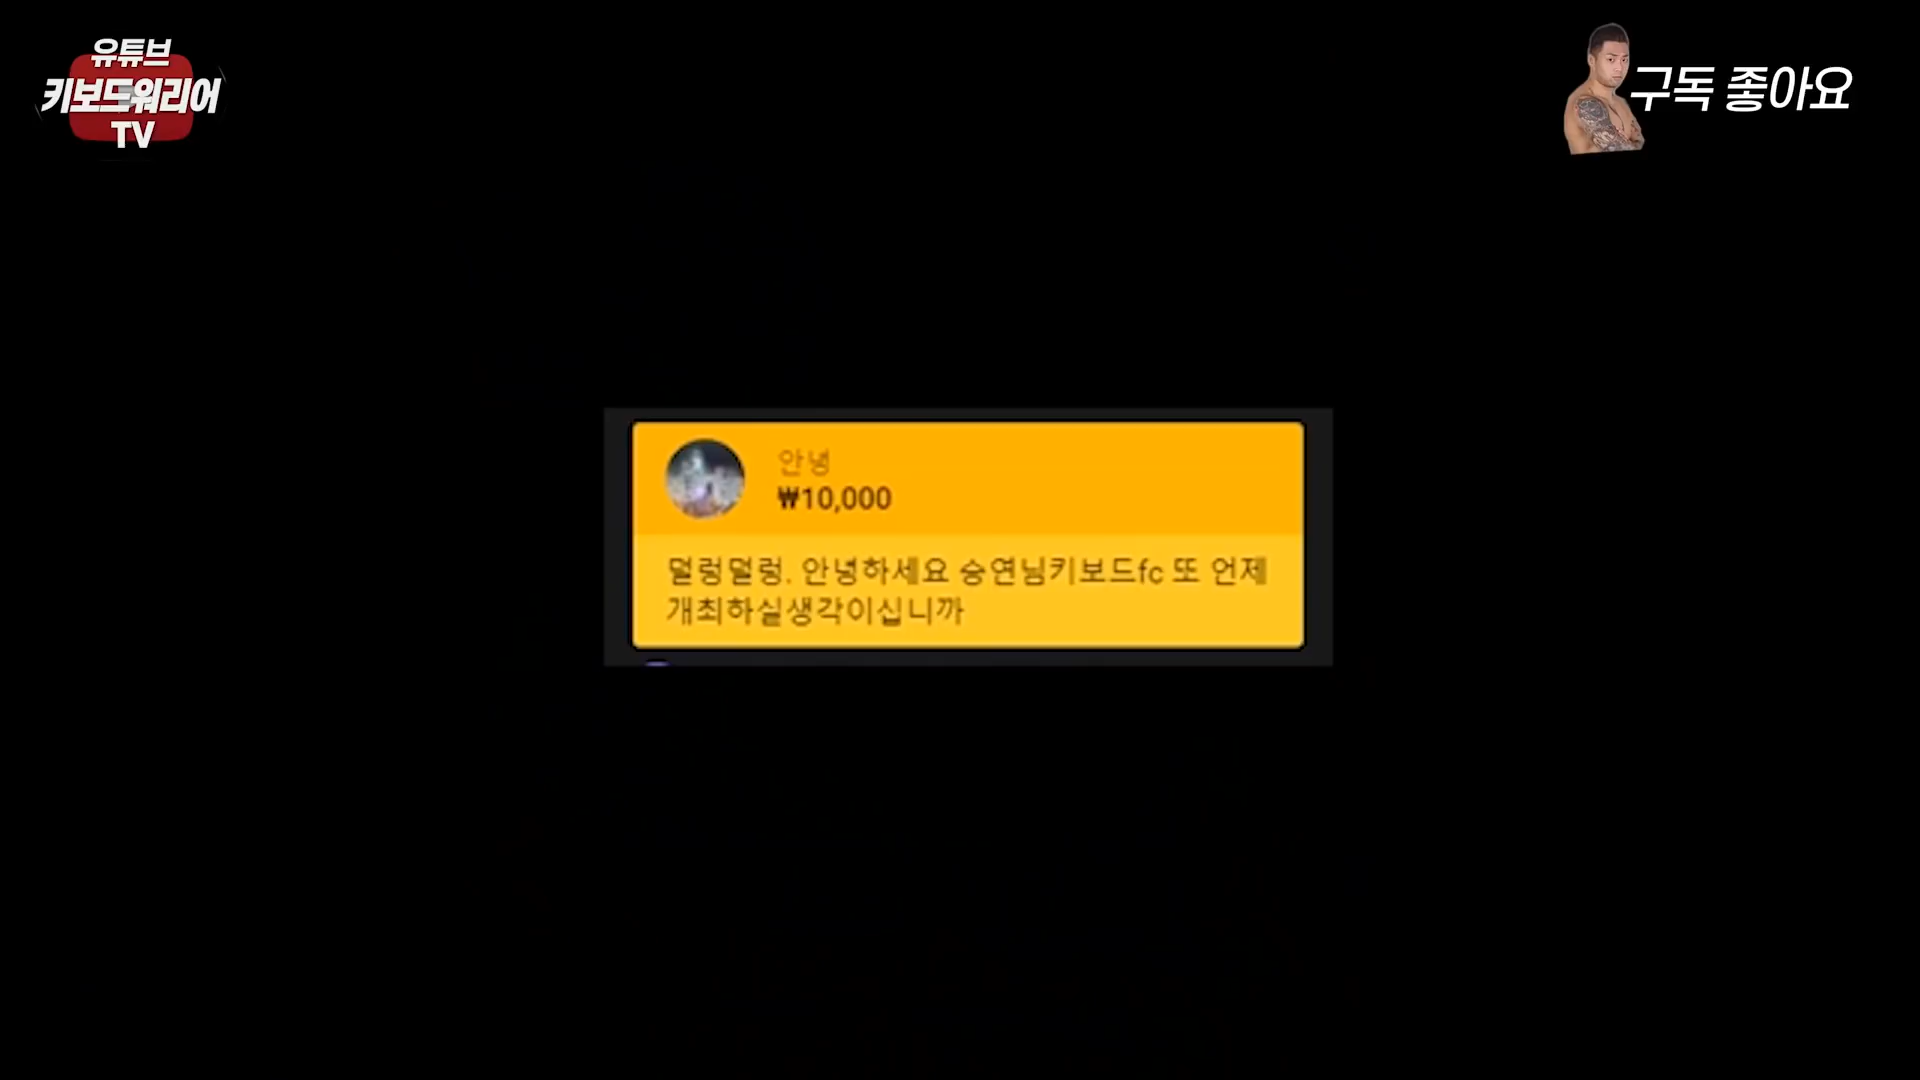 유튜브
키보드워리어
TV
구독 좋아요
안녕
₩10,000
덜렁덜렁. 안녕하세요 승연님키보드fc 또 언제
개최하실생각이십니까